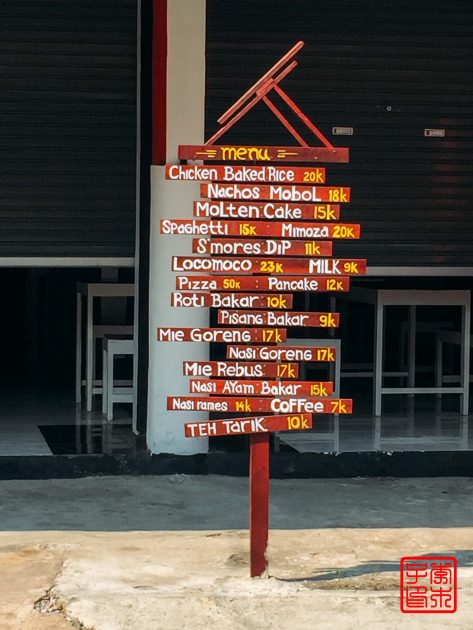 menu
Chicken Baked Rice 20K
Nachos Mobol 18K
Molten Cake 15K
Spaghetti 15K Mimoza 20K
S'mores DIP 11K
Locomoco 23K MILK 9K
Pizza 50K Pancake 12K
Roti Bakar 10K
Pisang Bakar 9K
Mie Goreng 17K
Nasi Goreng 17K
Mie Rebus 17K
Nasi Ayam Bakar 15K
Nasi rames 14K Coffee 7K
TEH TARIK 10K